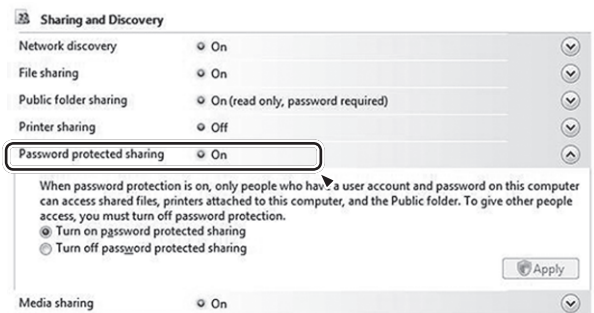 Sharing and Discovery
Network discovery On
File sharing On
Public folder sharing On (read only, password required)
Printer sharing Off
Password protected sharing On
When password protection is on, only people who have a user account and password on this computer
can access shared files, printers attached to this computer, and the Public folder. To give other people
access, you must turn off password protection.
Turn on password protected sharing
Turn off password protected sharing
Apply
Media sharing On